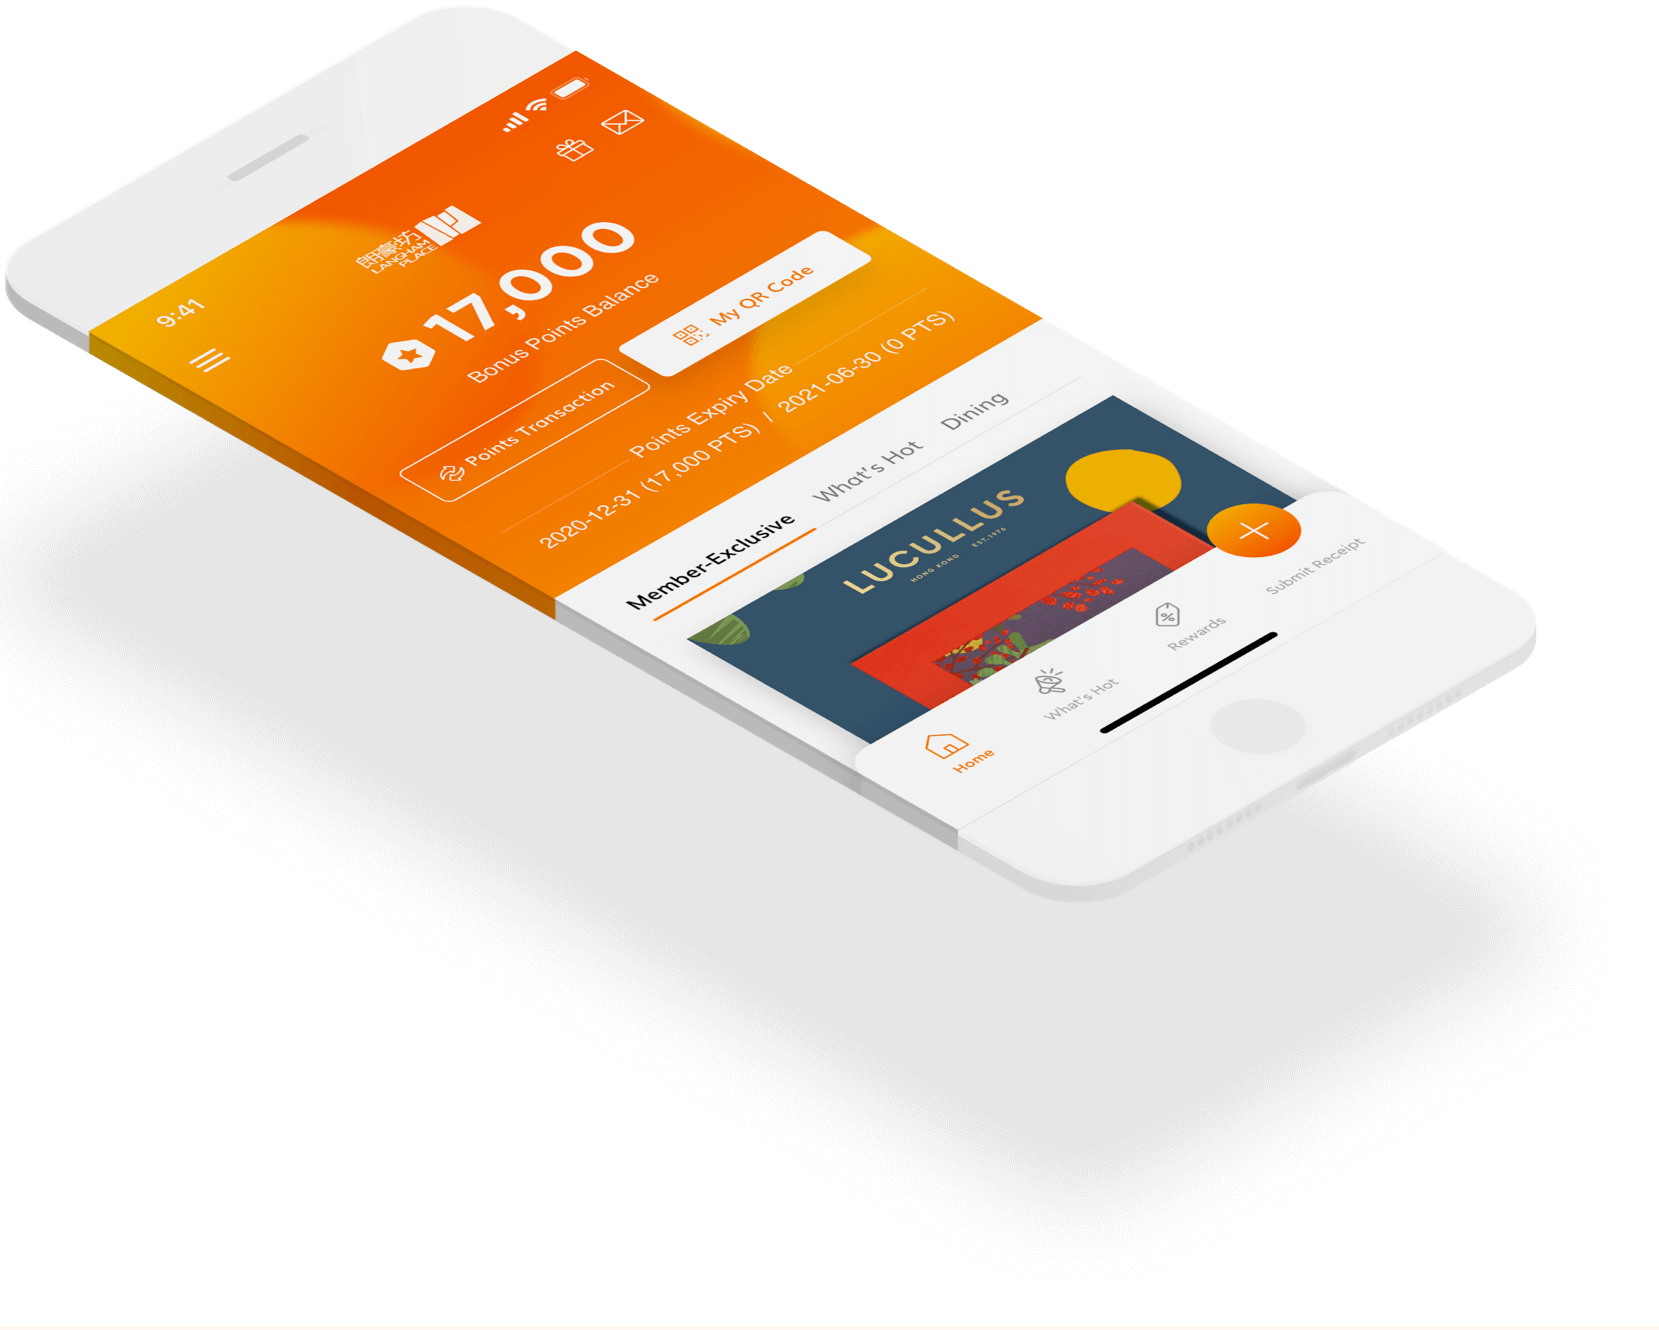 9:41
朗豪坊
LANGHAM
PLACE
17,000
Bonus Points Balance
Points Transaction
My QR Code
Points Expiry Date
2020-12-31 (17,000 PTS) / 2021-06-30 (0 PTS)
Member-Exclusive
What's Hot
Dining
LUCULLUS
HONG KONG EST.1976
Home
What's Hot
Rewards
Submit Receipt